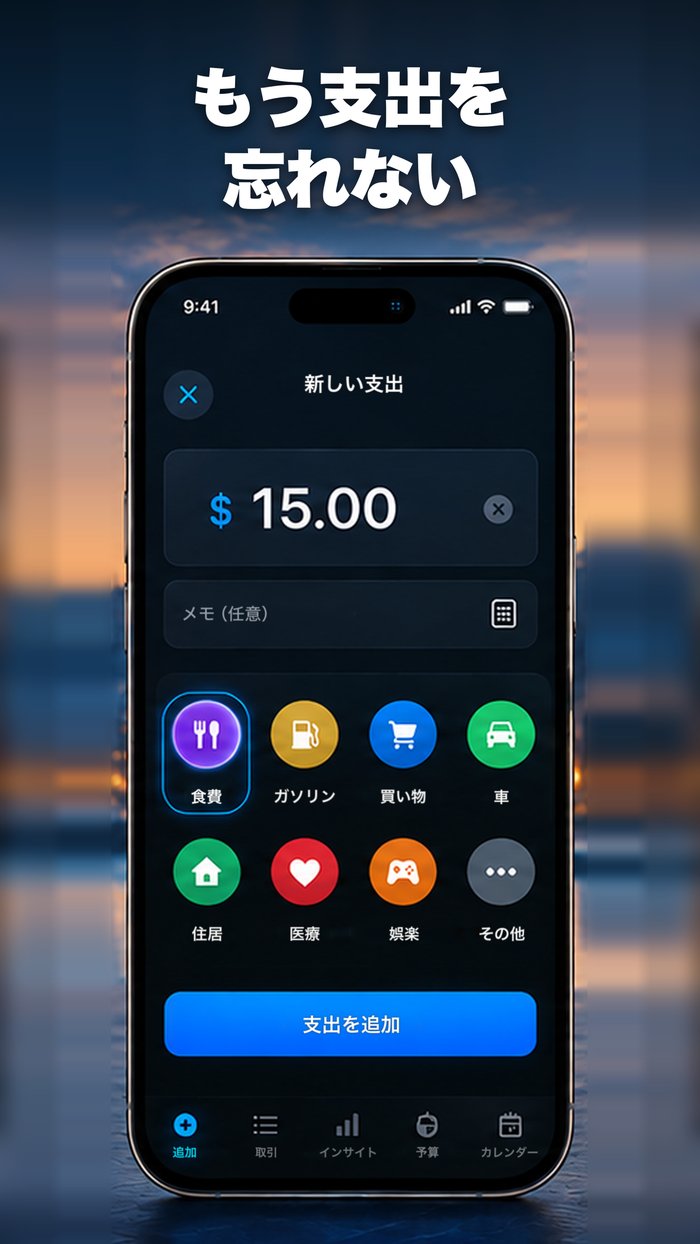 もう支出を
忘れない
9:41
新しい支出
$ 15.00
メモ（任意）
食費 ガソリン 買い物 車
住居 医療 娯楽 その他
支出を追加
追加 取引 インサイト 予算 カレンダー